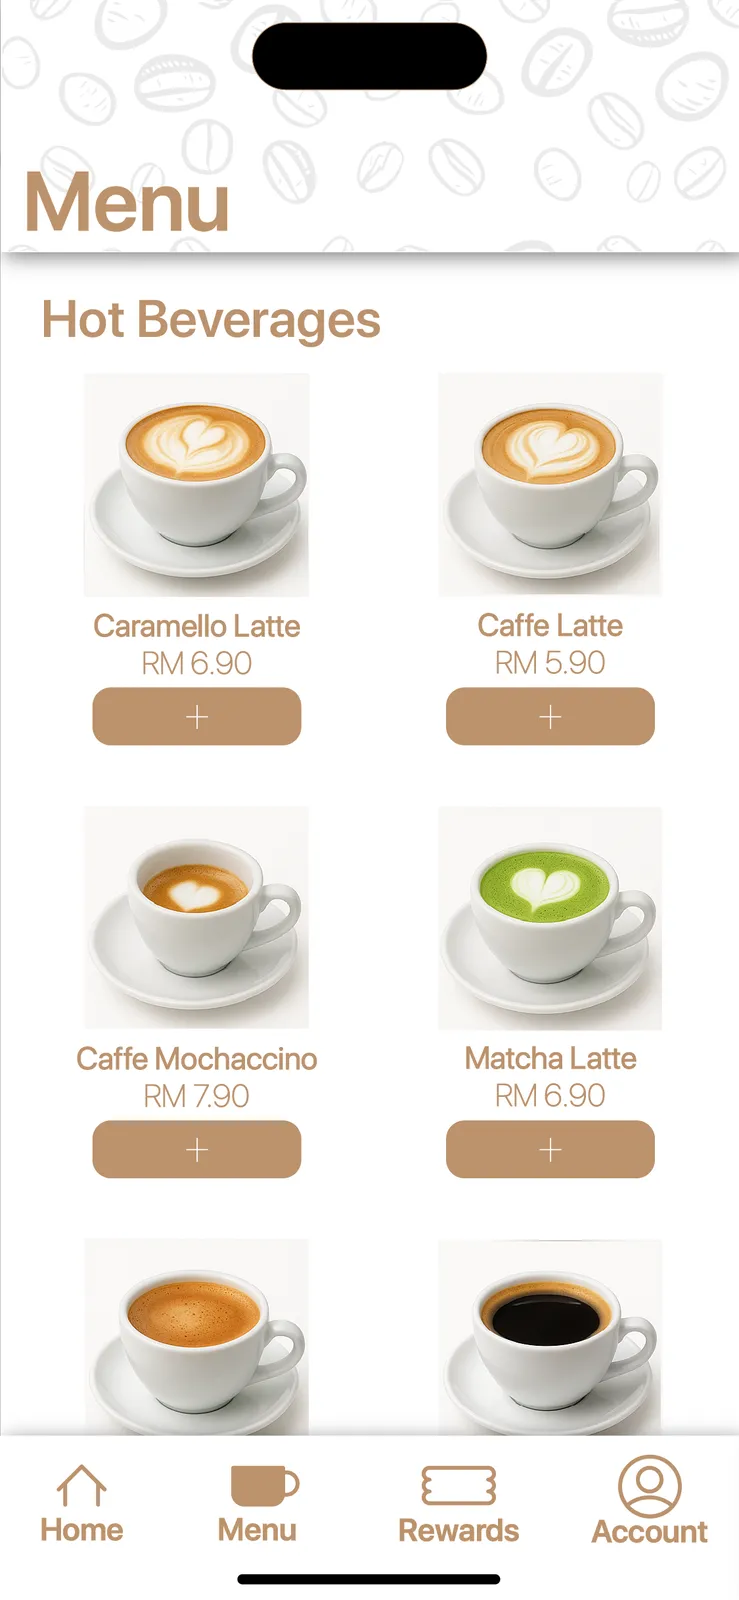 Menu
Hot Beverages
Caramello Latte
RM 6.90
+
Caffe Latte
RM 5.90
+
Caffe Mochaccino
RM 7.90
+
Matcha Latte
RM 6.90
+
Home
Menu
Rewards
Account